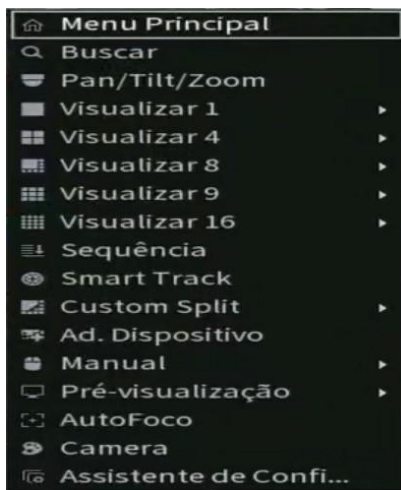 Menu Principal
Buscar
Pan/Tilt/Zoom
Visualizar 1
Visualizar 4
Visualizar 8
Visualizar 9
Visualizar 16
Sequência
Smart Track
Custom Split
Ad. Dispositivo
Manual
Pré-visualização
AutoFoco
Camera
Assistente de Confi...